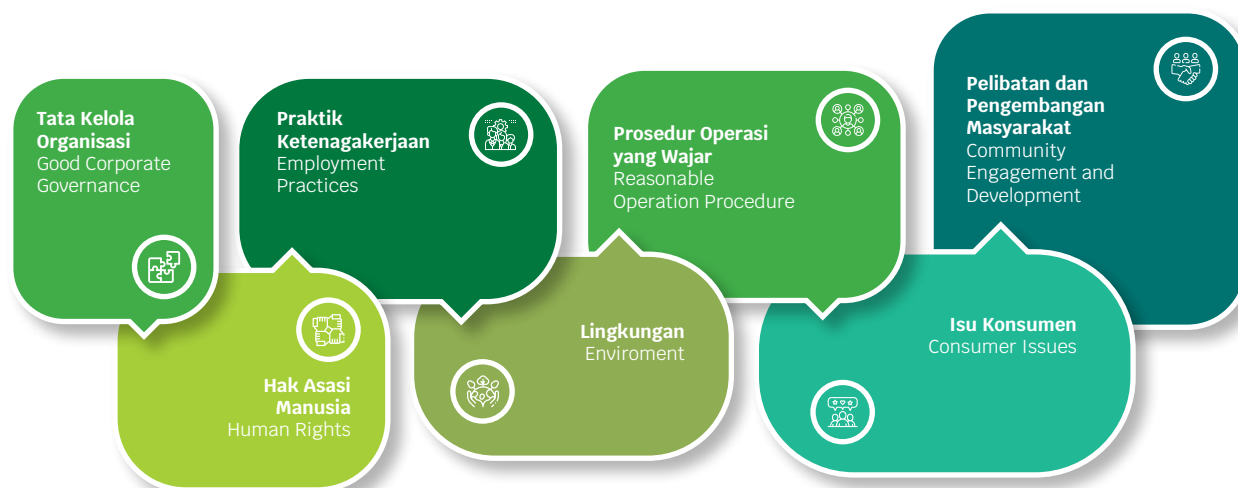 Tata Kelola
Organisasi
Good Corporate
Governance
Hak Asasi
Manusia
Human Rights
Praktik
Ketenagakerjaan
Employment
Practices
Lingkungan
Enviroment
Prosedur Operasi
yang Wajar
Reasonable
Operation Procedure
Isu Konsumen
Consumer Issues
Pelibatan dan
Pengembangan
Masyarakat
Community
Engagement and
Development